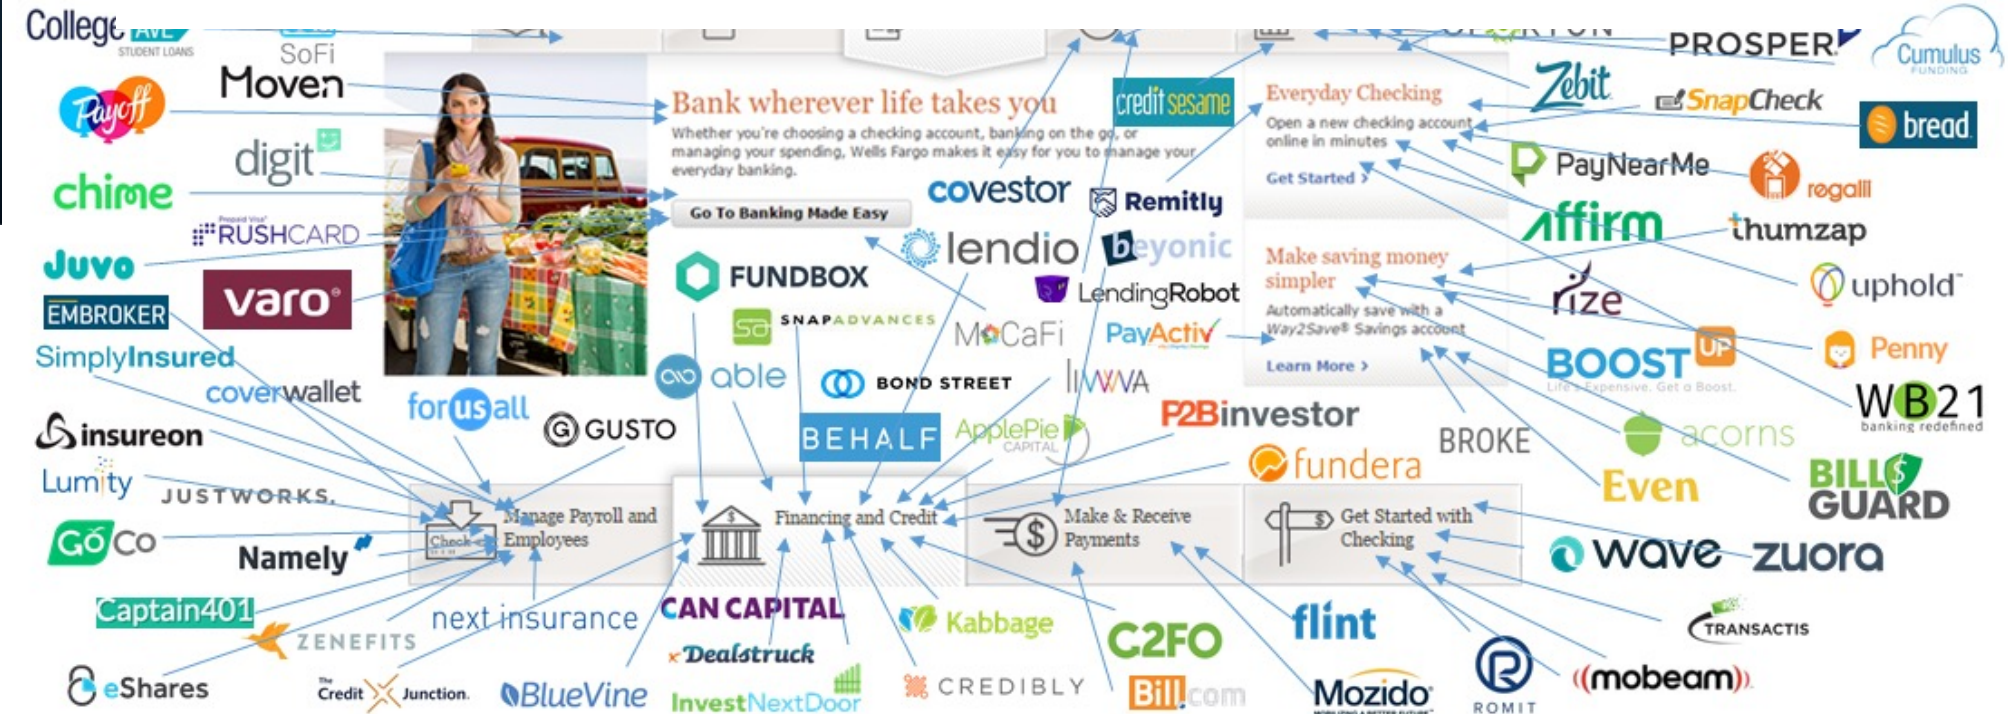 College
AVE
STUDENT LOANS
SoFi
Moven
Payoff
digit
chime
Prepaid Visa
RUSHCARD
Juvo
EMBROKER
varo
SimplyInsured
coverwallet
insureon
Lumity
JUSTWORKS.
GoCo
Namely
Captain401
ZENEFITS
eShares
The
Credit Junction.
forusall
GUSTO
next insurance
BlueVine
Bank wherever life takes you
Whether you're choosing a checking account, banking on the go, or
managing your spending, Wells Fargo makes it easy for you to manage your
everyday banking.
Go To Banking Made Easy
credit sesame
covestor
Remitly
lendio
beyonic
FUNDBOX
LendingRobot
SNAPADVANCES
MoCaFi
PayActiv
able
BOND STREET
BEHALF
ApplePie
CAPITAL
P2Binvestor
fundera
Everyday Checking
Open a new checking account
online in minutes
Get Started >
Make saving money
simpler
Automatically save with a
Way2Save® Savings account
Learn More >
PROSPER
Cumulus
FUNDING
Zebit
SnapCheck
bread
PayNearMe
regalii
Affirm
thumzap
rize
uphold™
BOOST UP
Life's Expensive. Get a Boost.
Penny
WB21
banking redefined
BROKE
acorns
Even
BILL
GUARD
Manage Payroll and
Employees
Check
Financing and Credit
Make & Receive
Payments
Get Started with
Checking
wave
zuora
CAN CAPITAL
Kabbage
Dealstruck
InvestNextDoor
CREDIBLY
C2FO
Bill.com
flint
Mozido
ROMIT
TRANSACTIS
((mobeam))